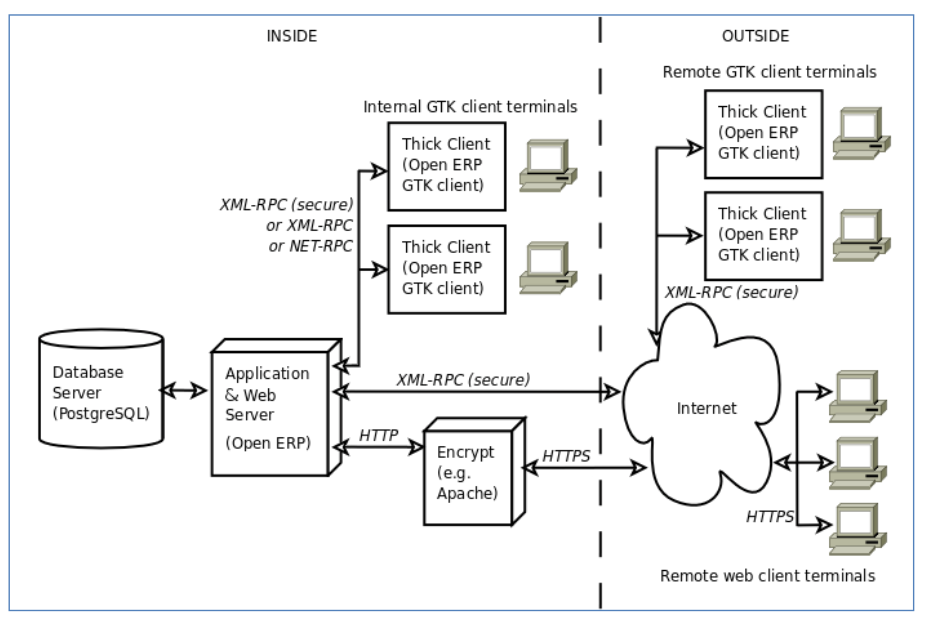 INSIDE
OUTSIDE
Remote GTK client terminals
Internal GTK client terminals
Thick Client
(Open ERP
GTK client)
Thick Client
(Open ERP
GTK client)
XML-RPC (secure)
or XML-RPC
or NET-RPC
Thick Client
(Open ERP
GTK client)
Thick Client
(Open ERP
GTK client)
XML-RPC (secure)
Database
Server
(PostgreSQL)
Application
& Web
Server
(Open ERP)
XML-RPC (secure)
Internet
HTTP
Encrypt
(e.g.
Apache)
HTTPS
HTTPS
Remote web client terminals